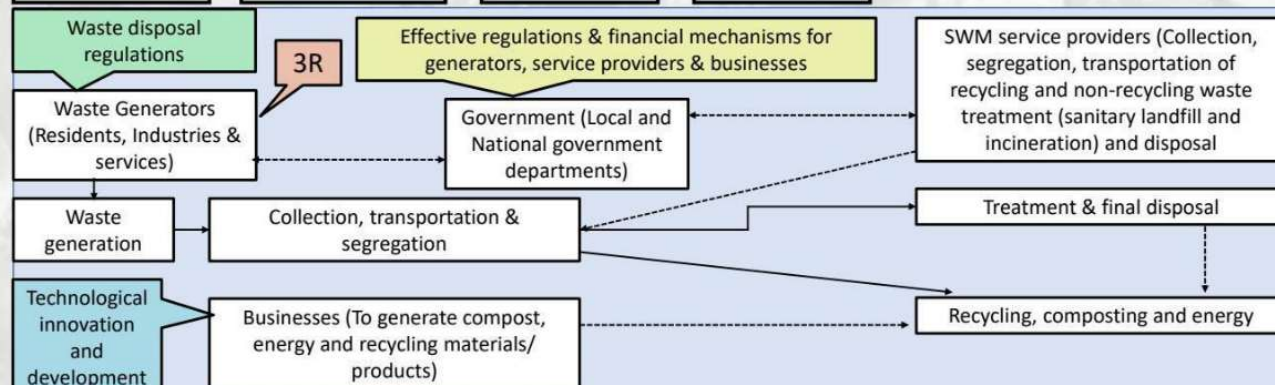 Waste disposal
regulations
3R
Effective regulations & financial mechanisms for
generators, service providers & businesses
SWM service providers (Collection,
segregation, transportation of
recycling and non-recycling waste
treatment (sanitary landfill and
incineration) and disposal
Waste Generators
(Residents, Industries &
services)
Government (Local and
National government
departments)
Waste
generation
Collection, transportation &
segregation
Treatment & final disposal
Technological
innovation
and
development
Businesses (To generate compost,
energy and recycling materials/
products)
Recycling, composting and energy